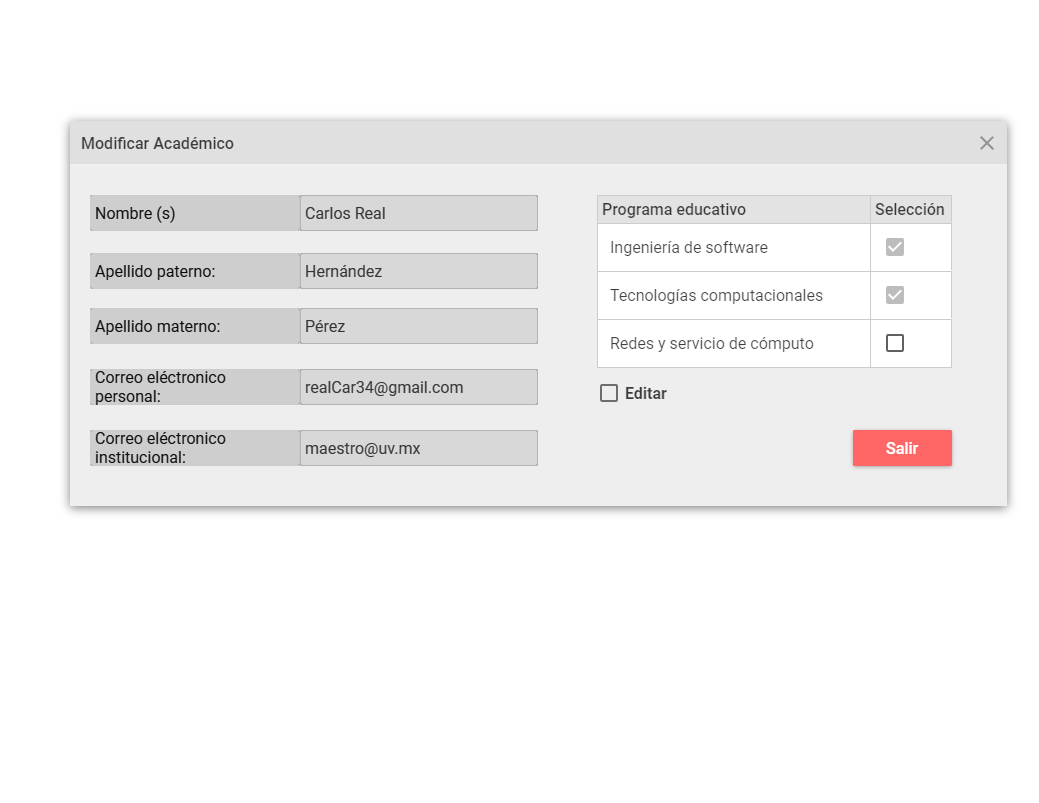 Modificar Académico
Nombre (s)
Carlos Real
Apellido paterno:
Hernández
Apellido materno:
Pérez
Correo eléctronico
personal:
realCar34@gmail.com
Correo eléctronico
institucional:
maestro@uv.mx
Programa educativo
Selección
Ingeniería de software
Tecnologías computacionales
Redes y servicio de cómputo
Editar
Salir